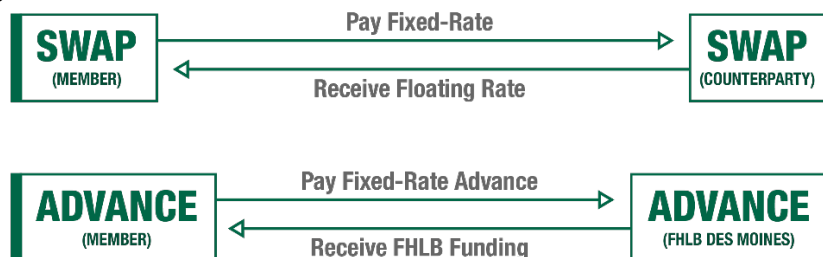 Pay Fixed-Rate
SWAP
(MEMBER)
SWAP
(COUNTERPARTY)
Receive Floating Rate
Pay Fixed-Rate Advance
ADVANCE
(MEMBER)
ADVANCE
(FHLB DES MOINES)
Receive FHLB Funding